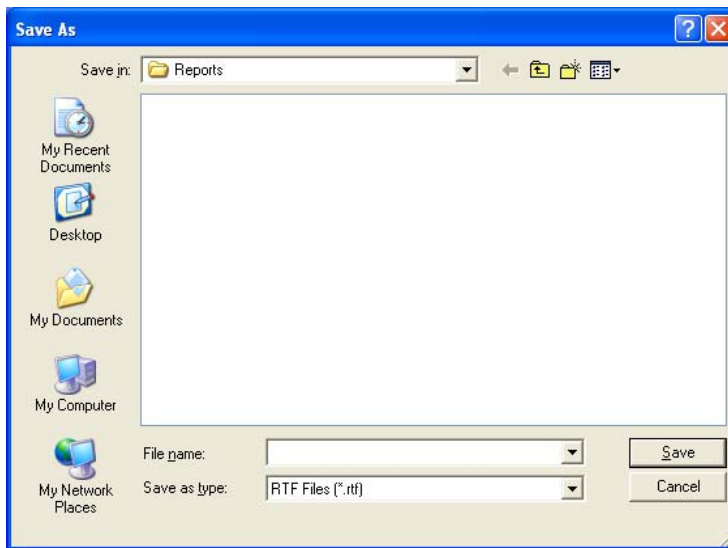 Save As
Save in:
Reports
My Recent
Documents
Desktop
My Documents
My Computer
My Network
Places
File name:
Save
Save as type:
RTF Files (*.rtf)
Cancel